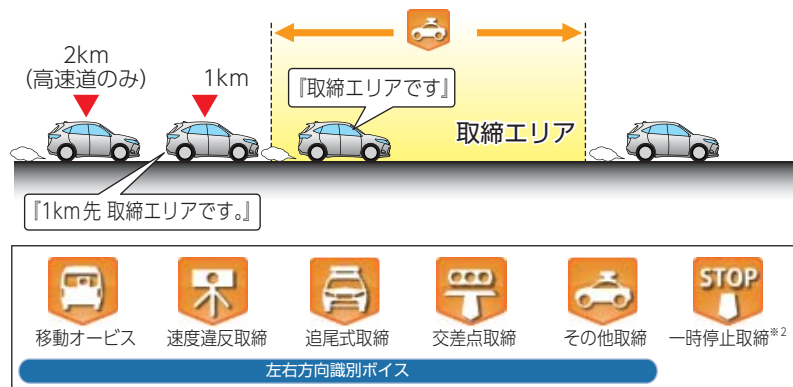 2km
(高速道のみ)
1km
『取締エリアです』
取締エリア
『1km先 取締エリアです。』
STOP
移動オービス
速度違反取締
追尾式取締
交差点取締
その他取締
一時停止取締※2
左右方向識別ボイス